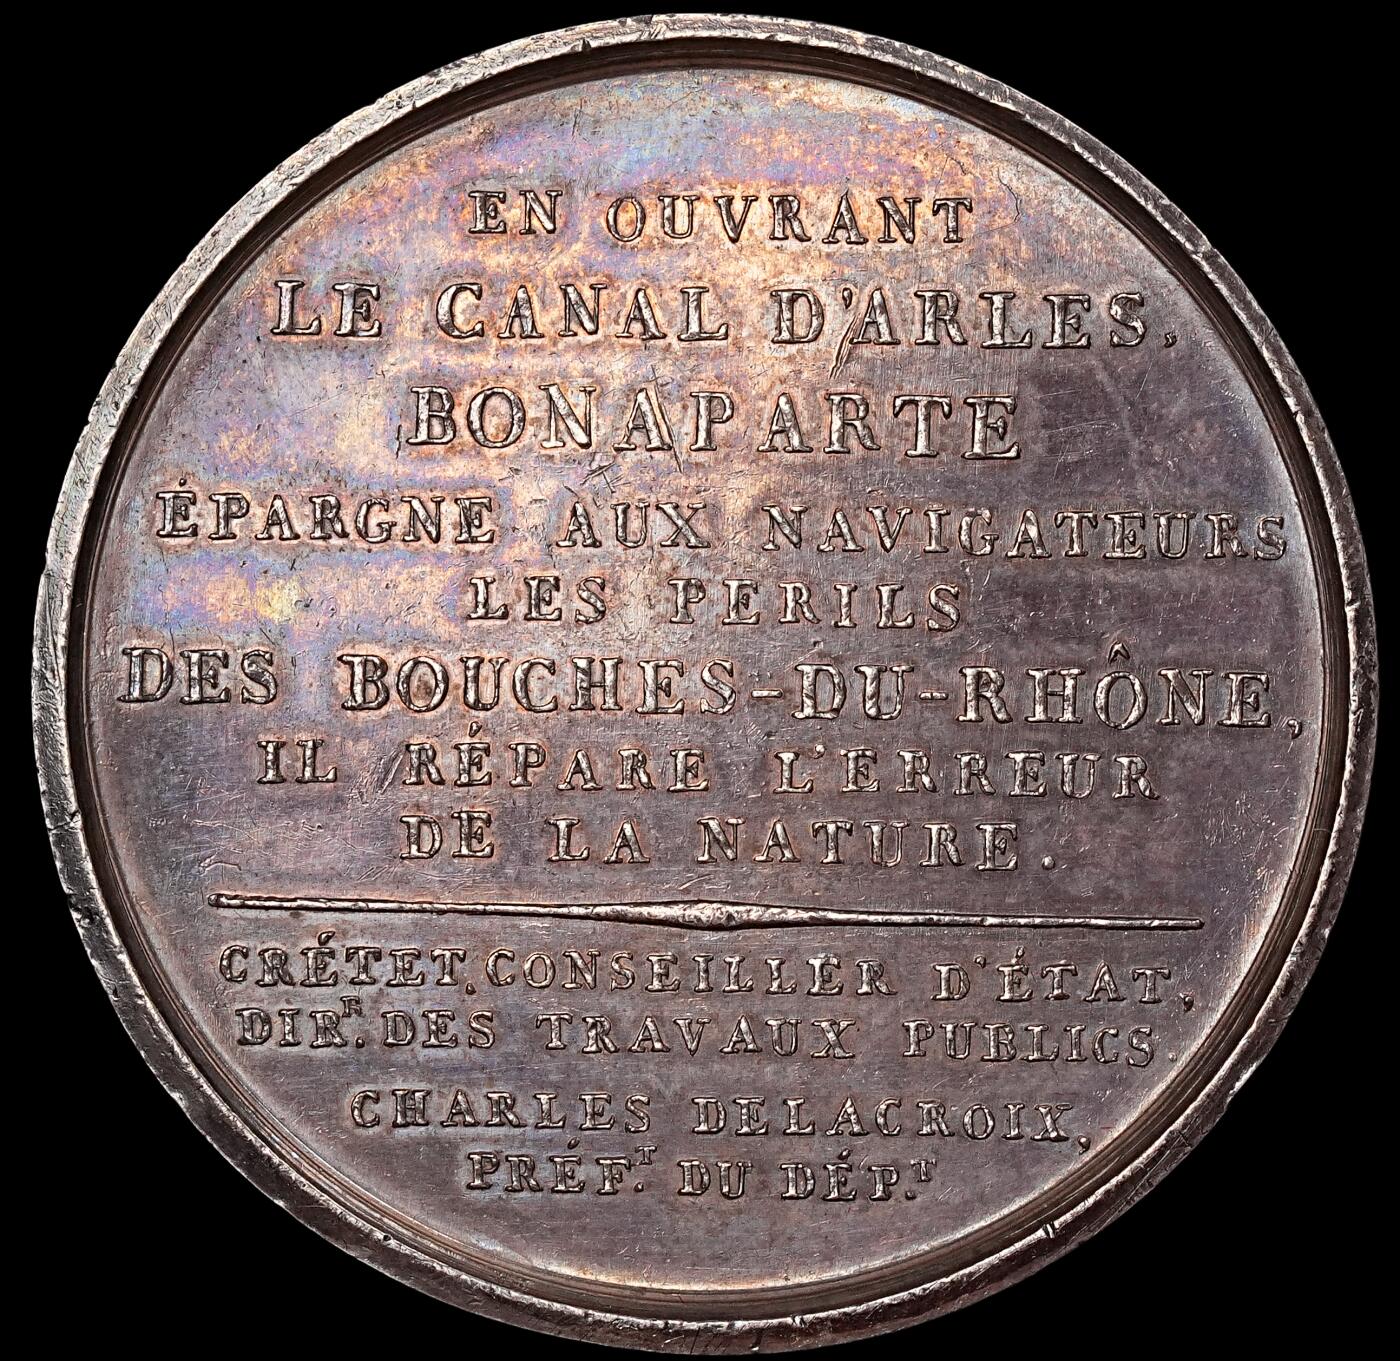 EN OUVRANT
LE CANAL D'ARLES,
BONAPARTE
ÉPARGNE AUX NAVIGATEURS
LES PERILS
DES BOUCHES-DU-RHÔNE,
IL RÉPARE L'ERREUR
DE LA NATURE.
CRÉTET, CONSEILLER D'ÉTAT,
DIR.R DES TRAVAUX PUBLICS.
CHARLES DELACROIX,
PRÉF.T DU DÉP.T